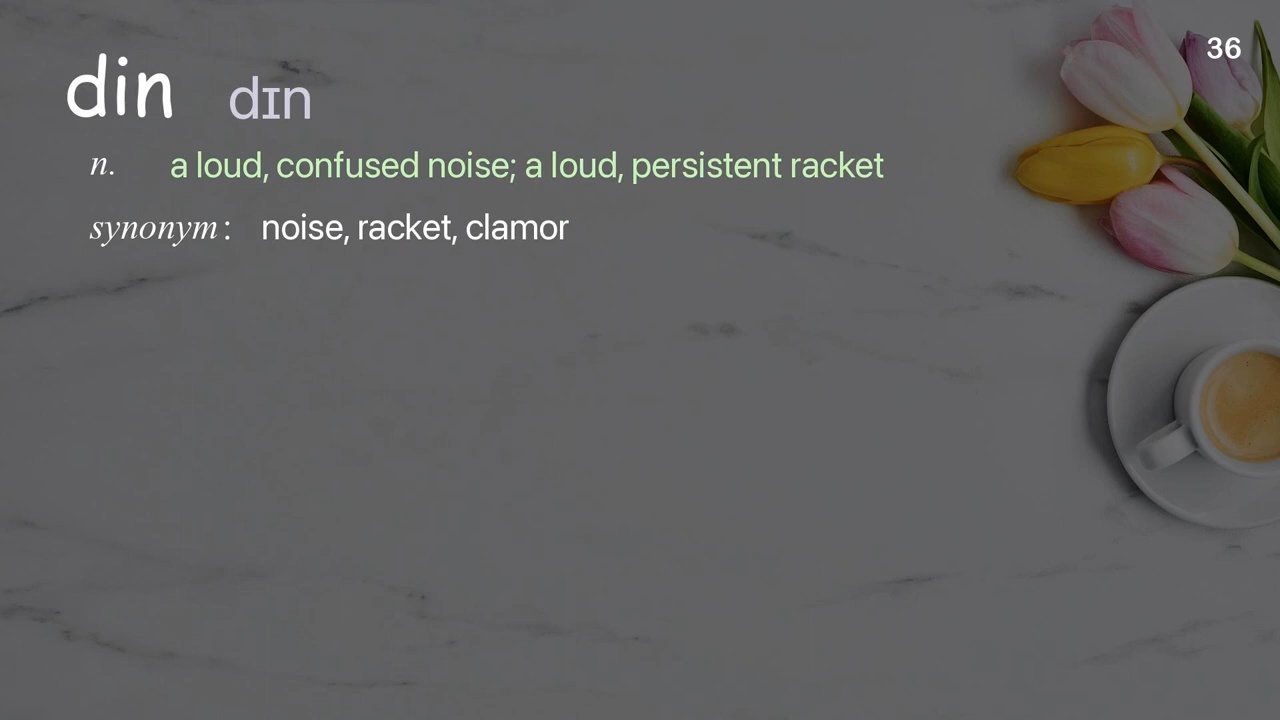 36
din dɪn
n. a loud, confused noise; a loud, persistent racket
synonym: noise, racket, clamor